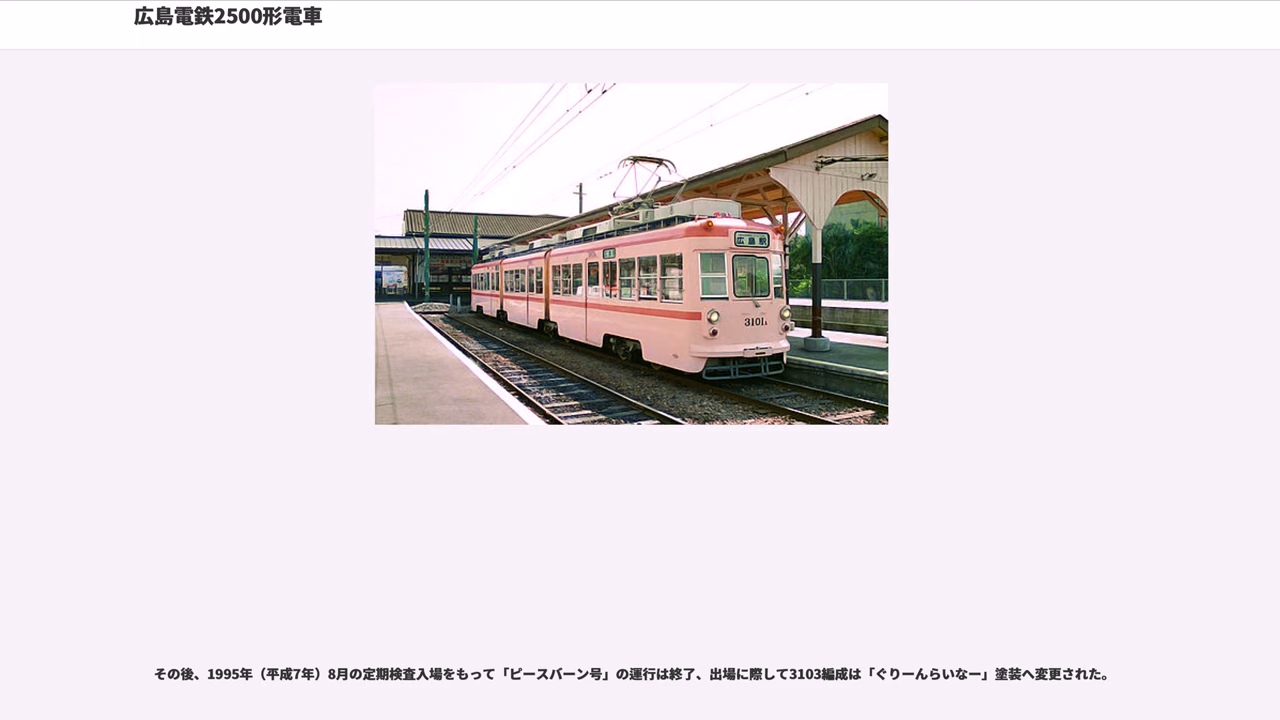 広島電鉄2500形電車
広島駅
3101
その後、1995年（平成7年）8月の定期検査入場をもって「ピースバーン号」の運行は終了、出場に際して3103編成は「ぐりーんらいなー」塗装へ変更された。